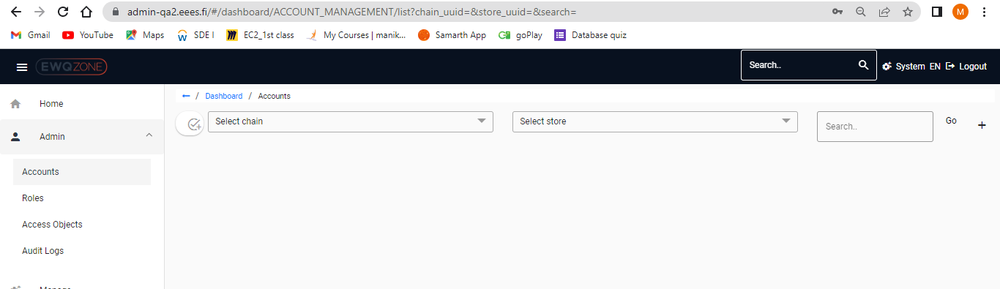 admin-qa2.eees.fi/#/dashboard/ACCOUNT_MANAGEMENT/list?chain_uuid=&store_uuid=&search=
M
Gmail YouTube Maps SDE I EC2_1st class My Courses | manik... Samarth App goPlay Database quiz
EWQZONE Search.. System EN Logout
Home
← / Dashboard / Accounts
Admin
Select chain Select store Search.. Go +
Accounts
Roles
Access Objects
Audit Logs
Manage